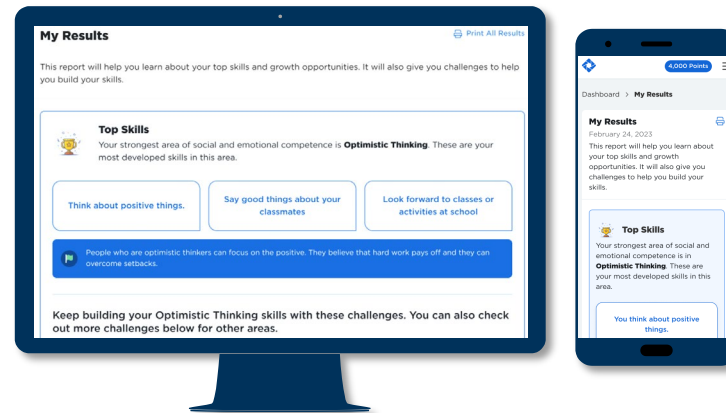 My Results
Print All Results
This report will help you learn about your top skills and growth opportunities. It will also give you challenges to help
you build your skills.
Top Skills
Your strongest area of social and emotional competence is Optimistic Thinking. These are your
most developed skills in this area.
Think about positive things.
Say good things about your
classmates
Look forward to classes or
activities at school
People who are optimistic thinkers can focus on the positive. They believe that hard work pays off and they can
overcome setbacks.
Keep building your Optimistic Thinking skills with these challenges. You can also check
out more challenges below for other areas.
4,000 Points
Dashboard > My Results
My Results
February 24, 2023
This report will help you learn about
your top skills and growth
opportunities. It will also give you
challenges to help you build your
skills.
Top Skills
Your strongest area of social and
emotional competence is in
Optimistic Thinking. These are
your most developed skills in this
area.
You think about positive
things.